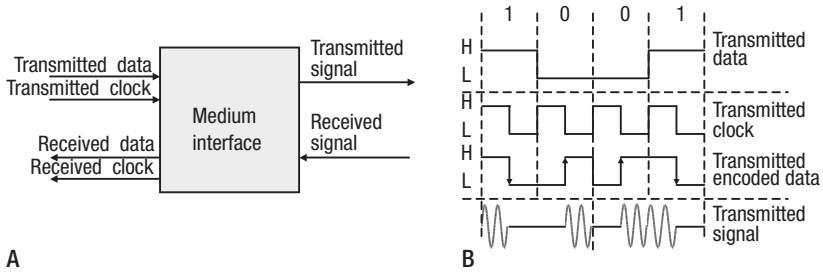 Transmitted data
Transmitted clock
Received data
Received clock
Medium
interface
Transmitted
signal
Received
signal
A
1 0 0 1
H
L
Transmitted
data
H
L
Transmitted
clock
H
L
Transmitted
encoded data
Transmitted
signal
B